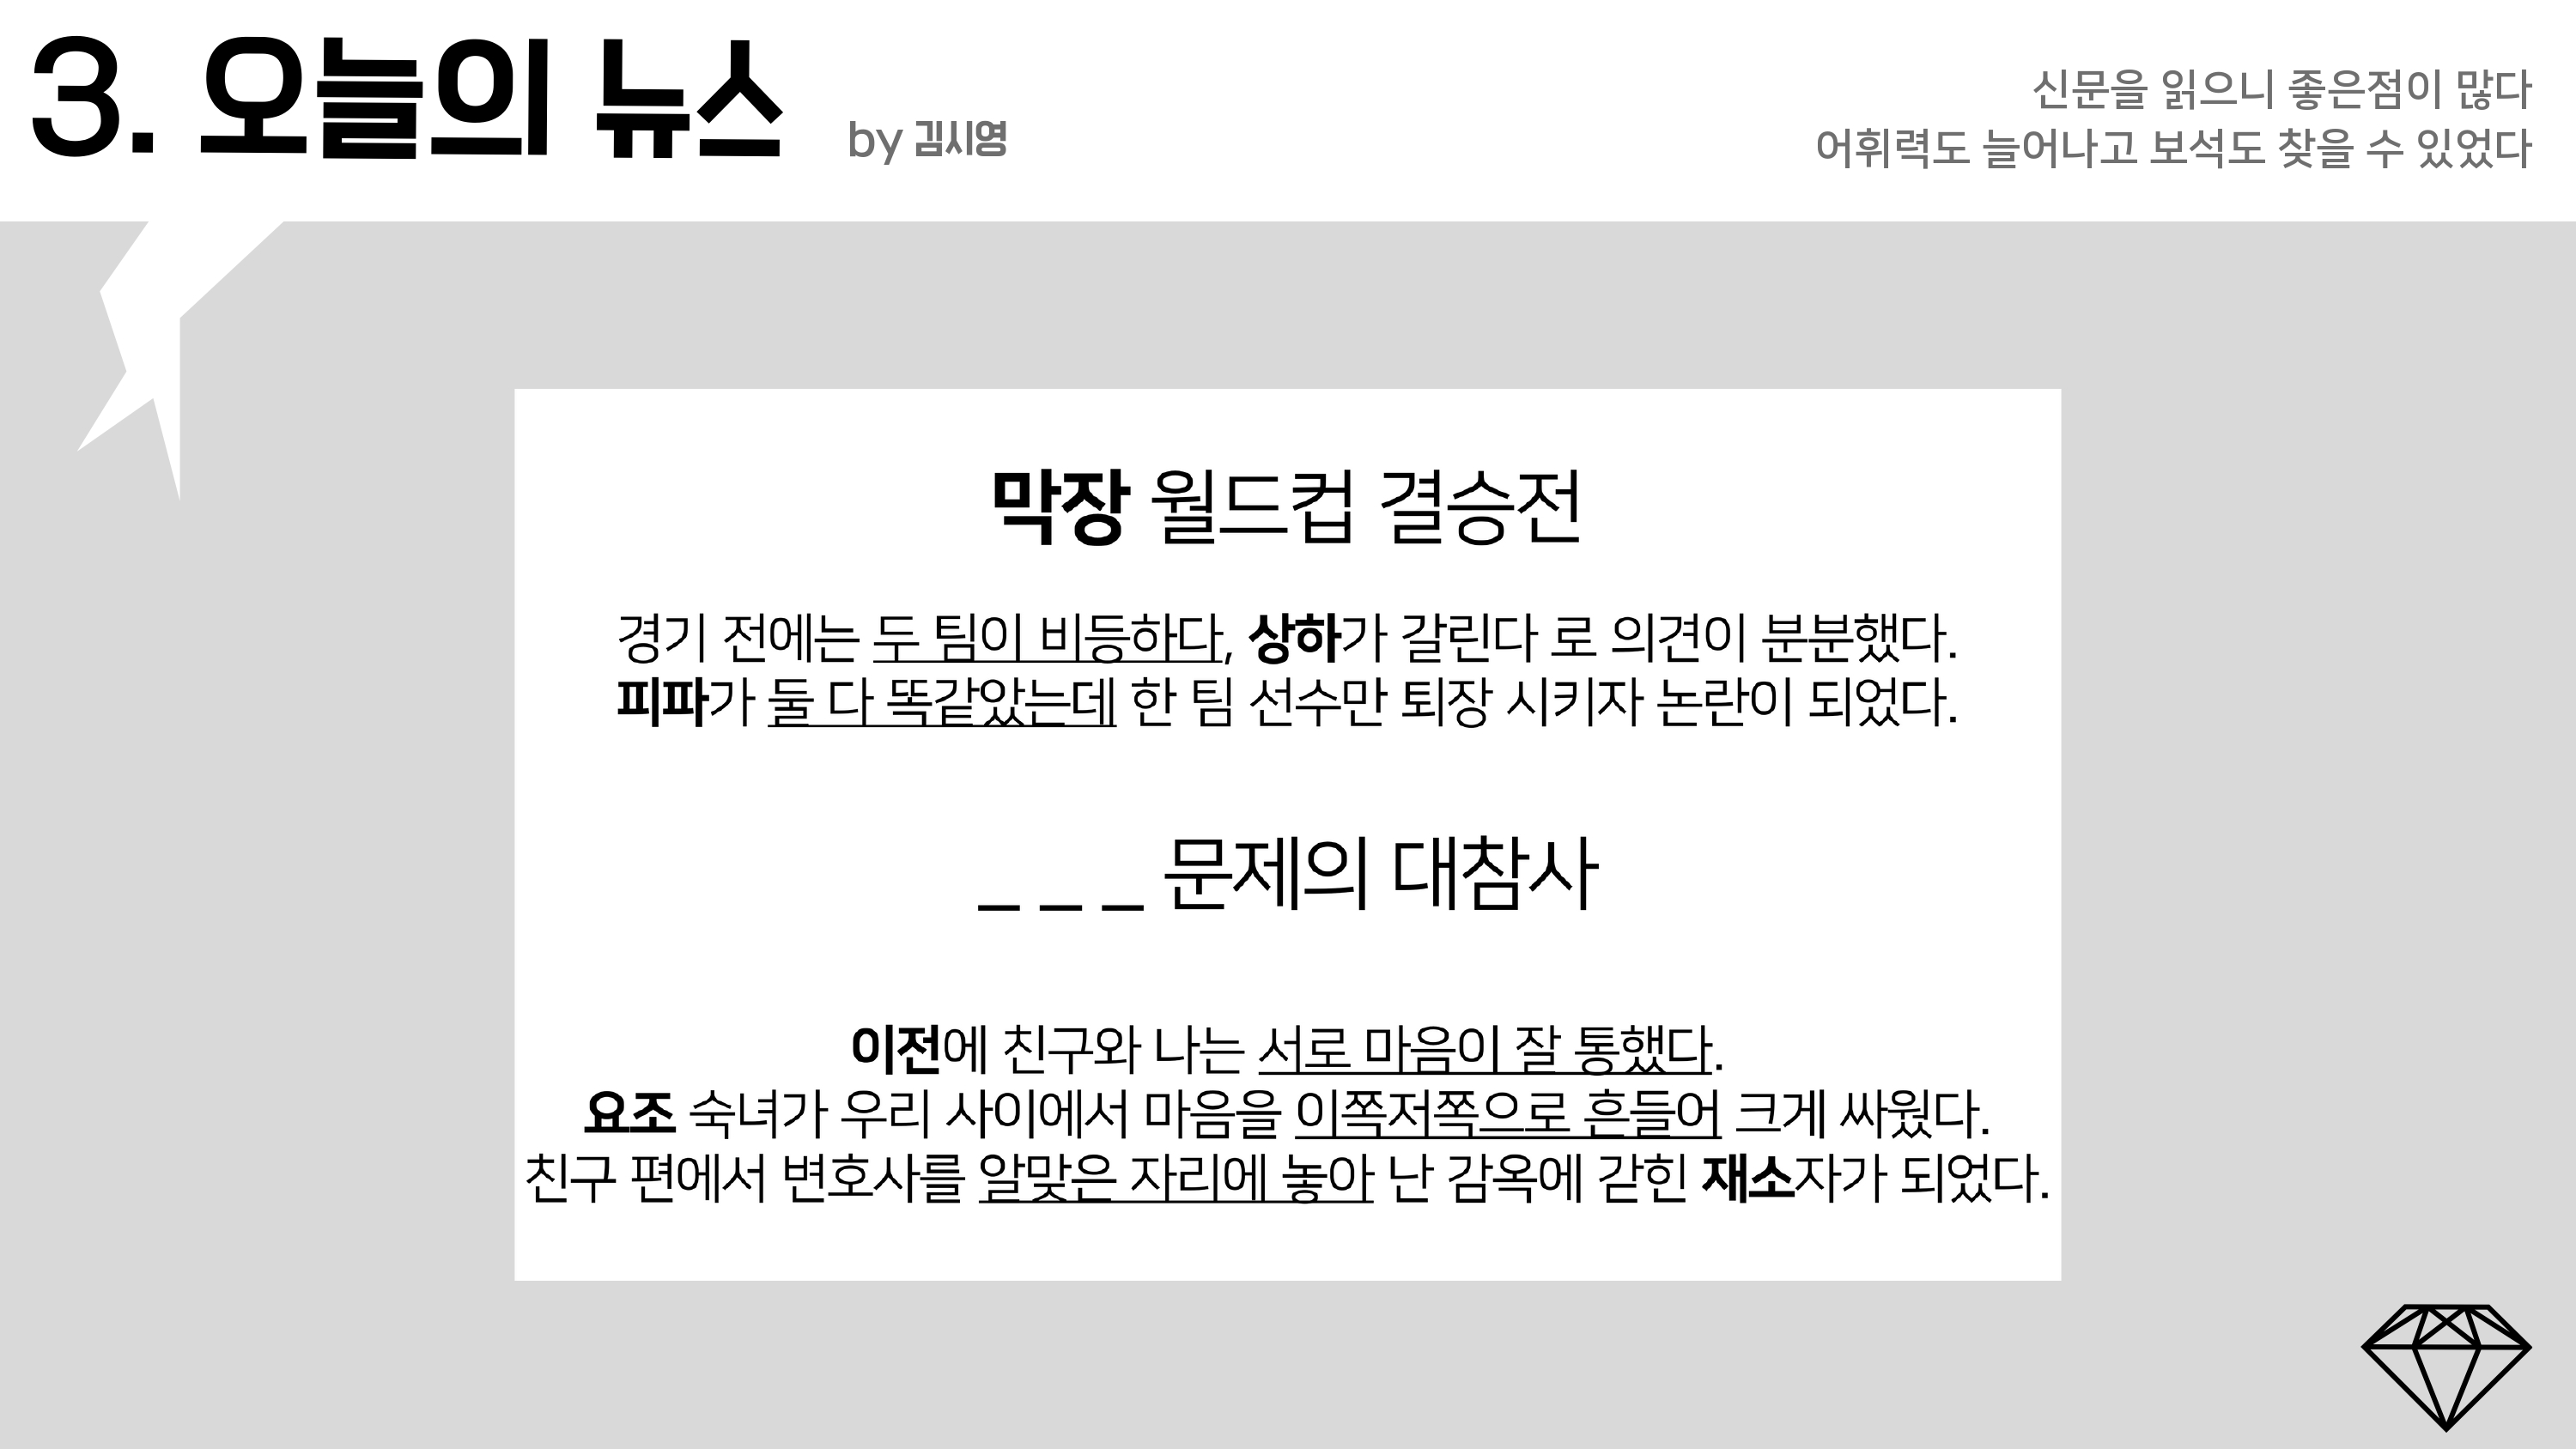 3. 오늘의 뉴스
by 김시영
신문을 읽으니 좋은점이 많다
어휘력도 늘어나고 보석도 찾을 수 있었다
막장 월드컵 결승전
경기 전에는 두 팀이 비등하다, 상하가 갈린다 로 의견이 분분했다.
피파가 둘 다 똑같았는데 한 팀 선수만 퇴장 시키자 논란이 되었다.
_ _ _ 문제의 대참사
이전에 친구와 나는 서로 마음이 잘 통했다.
요조 숙녀가 우리 사이에서 마음을 이쪽저쪽으로 흔들어 크게 싸웠다.
친구 편에서 변호사를 알맞은 자리에 놓아 난 감옥에 갇힌 재소자가 되었다.